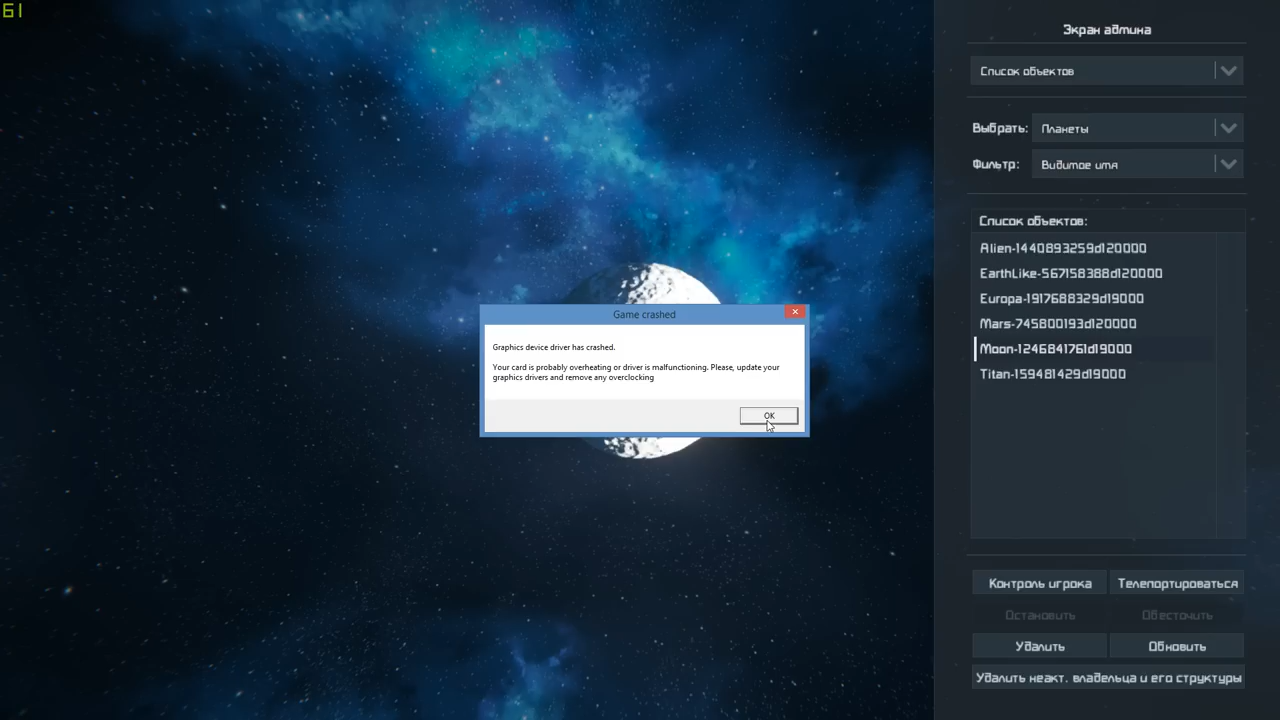 61
Экран админа
Список объектов
Выбрать: Планеты
Фильтр: Видимое имя
Список объектов:
Alien-1440893259d120000
EarthLike-567158388d120000
Europa-1917688329d19000
Mars-745800193d120000
Moon-1246841761d19000
Titan-159481429d19000
Game crashed
Graphics device driver has crashed.
Your card is probably overheating or driver is malfunctioning. Please, update your
graphics drivers and remove any overclocking
OK
Контроль игрока Телепортироваться
Остановить Обесточить
Удалить Обновить
Удалить неакт. владельца и его структуры